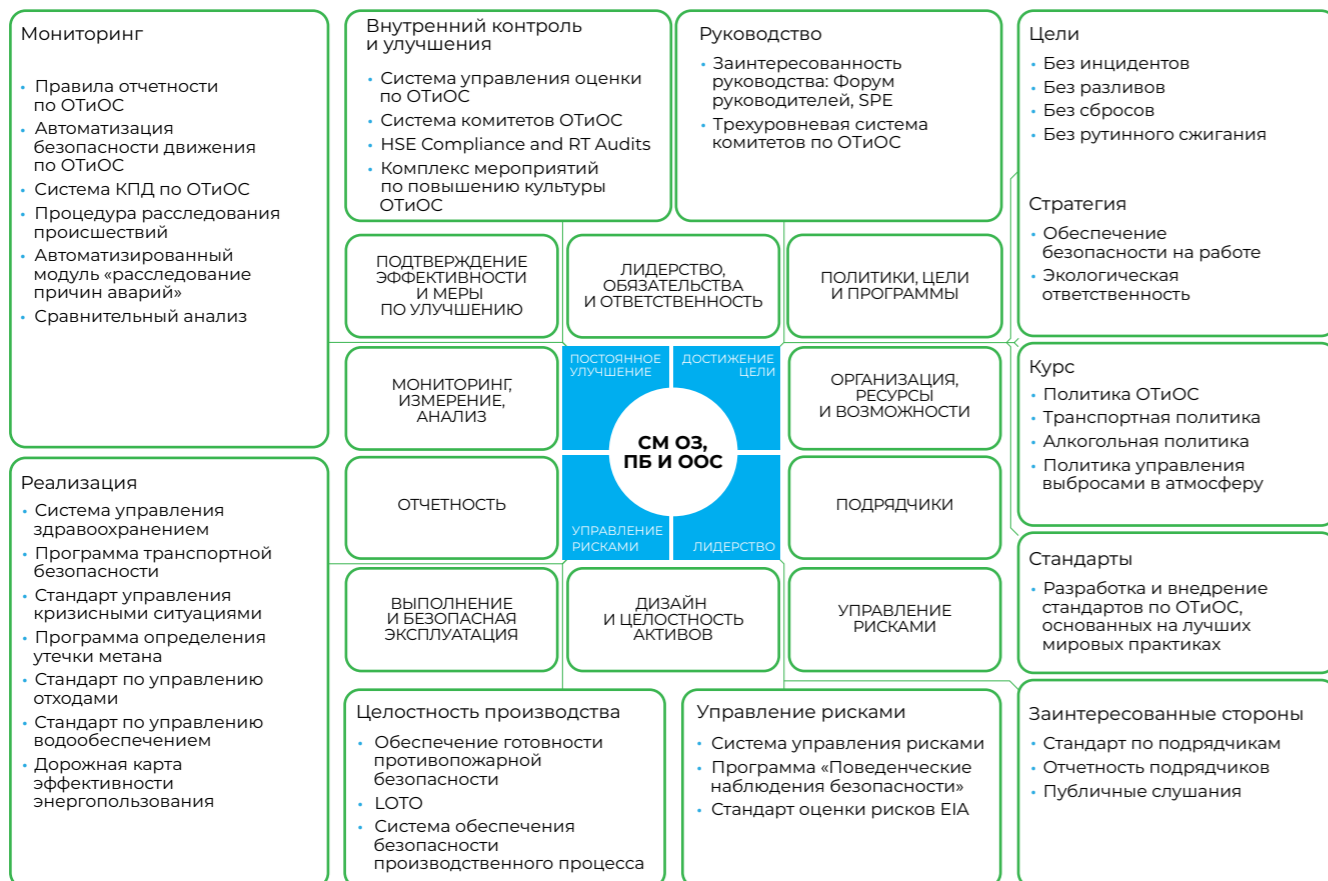 Мониторинг
• Правила отчетности
по ОТиОС
• Автоматизация
безопасности движения
по ОТиОС
• Система КПД по ОТиОС
• Процедура расследования
происшествий
• Автоматизированный
модуль «расследование
причин аварий»
• Сравнительный анализ
Внутренний контроль
и улучшения
• Система управления оценки
по ОТиОС
• Система комитетов ОТиОС
• HSE Compliance and RT Audits
• Комплекс мероприятий
по повышению культуры
ОТиОС
Руководство
• Заинтересованность
руководства: Форум
руководителей, SPE
• Трехуровневая система
комитетов по ОТиОС
Цели
• Без инцидентов
• Без разливов
• Без сбросов
• Без рутинного сжигания
Стратегия
• Обеспечение
безопасности на работе
• Экологическая
ответственность
ПОДТВЕРЖДЕНИЕ
ЭФФЕКТИВНОСТИ
И МЕРЫ
ПО УЛУЧШЕНИЮ
ЛИДЕРСТВО,
ОБЯЗАТЕЛЬСТВА
И ОТВЕТСТВЕННОСТЬ
ПОЛИТИКИ, ЦЕЛИ
И ПРОГРАММЫ
МОНИТОРИНГ,
ИЗМЕРЕНИЕ,
АНАЛИЗ
ПОСТОЯННОЕ
УЛУЧШЕНИЕ
ДОСТИЖЕНИЕ
ЦЕЛИ
СМ ОЗ,
ПБ И ООС
УПРАВЛЕНИЕ
РИСКАМИ
ЛИДЕРСТВО
ОРГАНИЗАЦИЯ,
РЕСУРСЫ
И ВОЗМОЖНОСТИ
ОТЧЕТНОСТЬ
ПОДРЯДЧИКИ
ВЫПОЛНЕНИЕ
И БЕЗОПАСНАЯ
ЭКСПЛУАТАЦИЯ
ДИЗАЙН
И ЦЕЛОСТНОСТЬ
АКТИВОВ
УПРАВЛЕНИЕ
РИСКАМИ
Курс
• Политика ОТиОС
• Транспортная политика
• Алкогольная политика
• Политика управления
выбросами в атмосферу
Реализация
• Система управления
здравоохранением
• Программа транспортной
безопасности
• Стандарт управления
кризисными ситуациями
• Программа определения
утечки метана
• Стандарт по управлению
отходами
• Стандарт по управлению
водообеспечением
• Дорожная карта
эффективности
энергопользования
Стандарты
• Разработка и внедрение
стандартов по ОТиОС,
основанных на лучших
мировых практиках
Целостность производства
• Обеспечение готовности
противопожарной
безопасности
• LOTO
• Система обеспечения
безопасности
производственного процесса
Управление рисками
• Система управления рисками
• Программа «Поведенческие
наблюдения безопасности»
• Стандарт оценки рисков EIA
Заинтересованные стороны
• Стандарт по подрядчикам
• Отчетность подрядчиков
• Публичные слушания